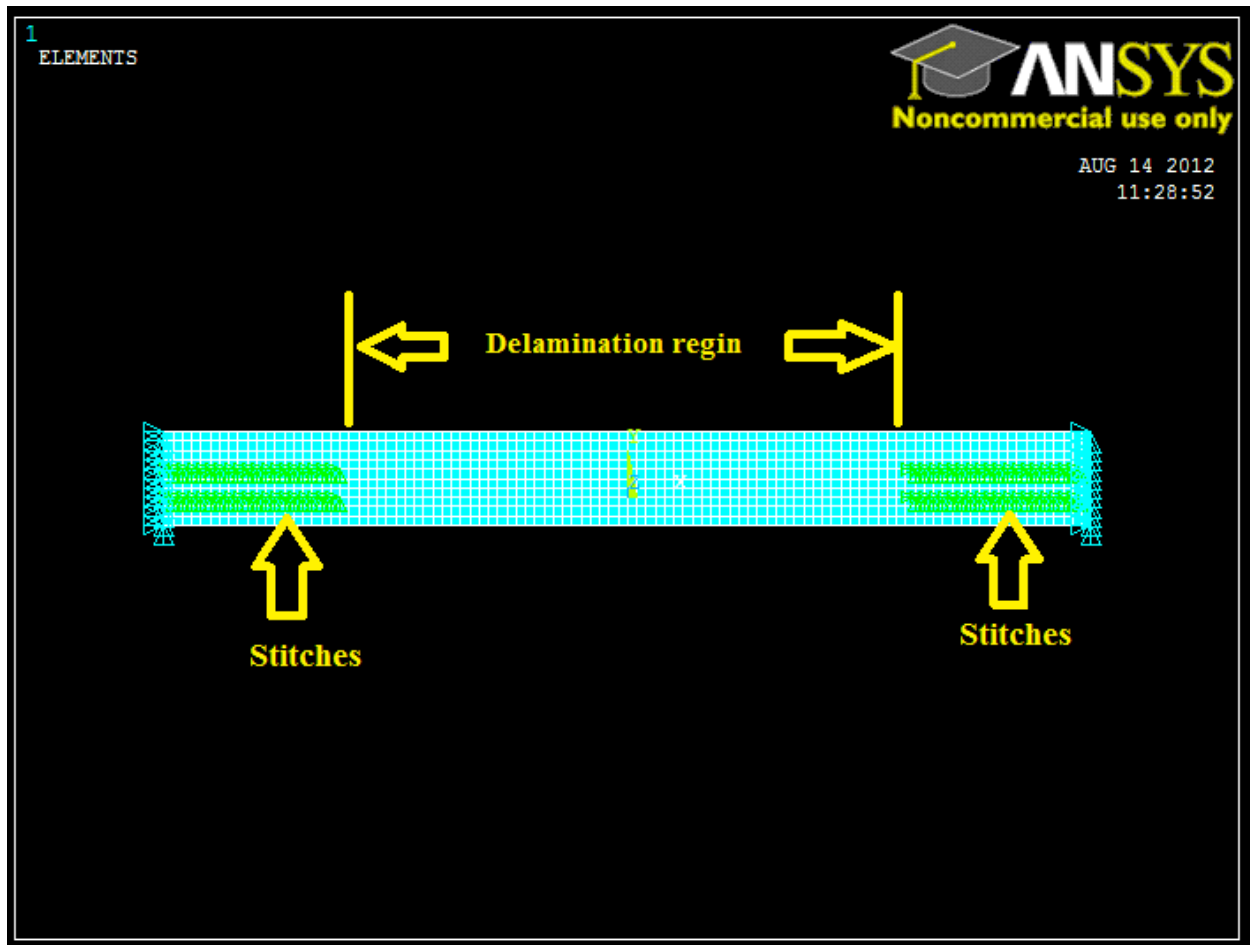 1
ELEMENTS
ANSYS
Noncommercial use only
AUG 14 2012
11:28:52
Delamination regin
Y
Z
X
Stitches
Stitches